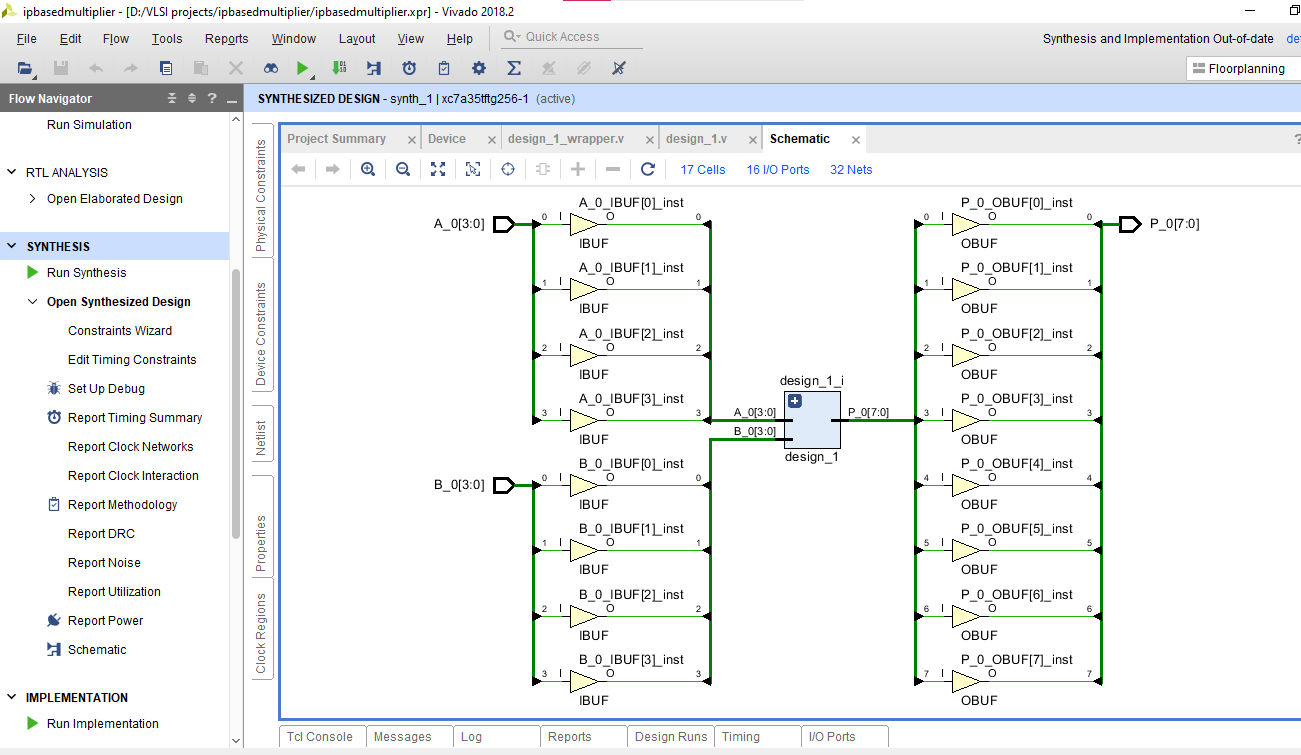 ipbasedmultiplier - [D:/VLSI projects/ipbasedmultiplier/ipbasedmultiplier.xpr] - Vivado 2018.2
File Edit Flow Tools Reports Window Layout View Help Quick Access
Synthesis and Implementation Out-of-date
Floorplanning
Flow Navigator
SYNTHESIZED DESIGN - synth_1 | xc7a35tftg256-1 (active)
Run Simulation
RTL ANALYSIS
Open Elaborated Design
SYNTHESIS
Run Synthesis
Open Synthesized Design
Constraints Wizard
Edit Timing Constraints
Set Up Debug
Report Timing Summary
Report Clock Networks
Report Clock Interaction
Report Methodology
Report DRC
Report Noise
Report Utilization
Report Power
Schematic
IMPLEMENTATION
Run Implementation
Physical Constraints
Device Constraints
Netlist
Properties
Clock Regions
Project Summary Device design_1_wrapper.v design_1.v Schematic
17 Cells 16 I/O Ports 32 Nets
A_0[3:0]
A_0_IBUF[0]_inst
0 I O 0
IBUF
A_0_IBUF[1]_inst
1 I O 1
IBUF
A_0_IBUF[2]_inst
2 I O 2
IBUF
A_0_IBUF[3]_inst
3 I O 3
IBUF
B_0[3:0]
B_0_IBUF[0]_inst
0 I O 0
IBUF
B_0_IBUF[1]_inst
1 I O 1
IBUF
B_0_IBUF[2]_inst
2 I O 2
IBUF
B_0_IBUF[3]_inst
3 I O 3
IBUF
design_1_i
A_0[3:0] P_0[7:0]
B_0[3:0]
design_1
P_0_OBUF[0]_inst
0 I O 0
P_0[7:0]
OBUF
P_0_OBUF[1]_inst
1 I O 1
OBUF
P_0_OBUF[2]_inst
2 I O 2
OBUF
P_0_OBUF[3]_inst
3 I O 3
OBUF
P_0_OBUF[4]_inst
4 I O 4
OBUF
P_0_OBUF[5]_inst
5 I O 5
OBUF
P_0_OBUF[6]_inst
6 I O 6
OBUF
P_0_OBUF[7]_inst
7 I O 7
OBUF
Tcl Console Messages Log Reports Design Runs Timing I/O Ports